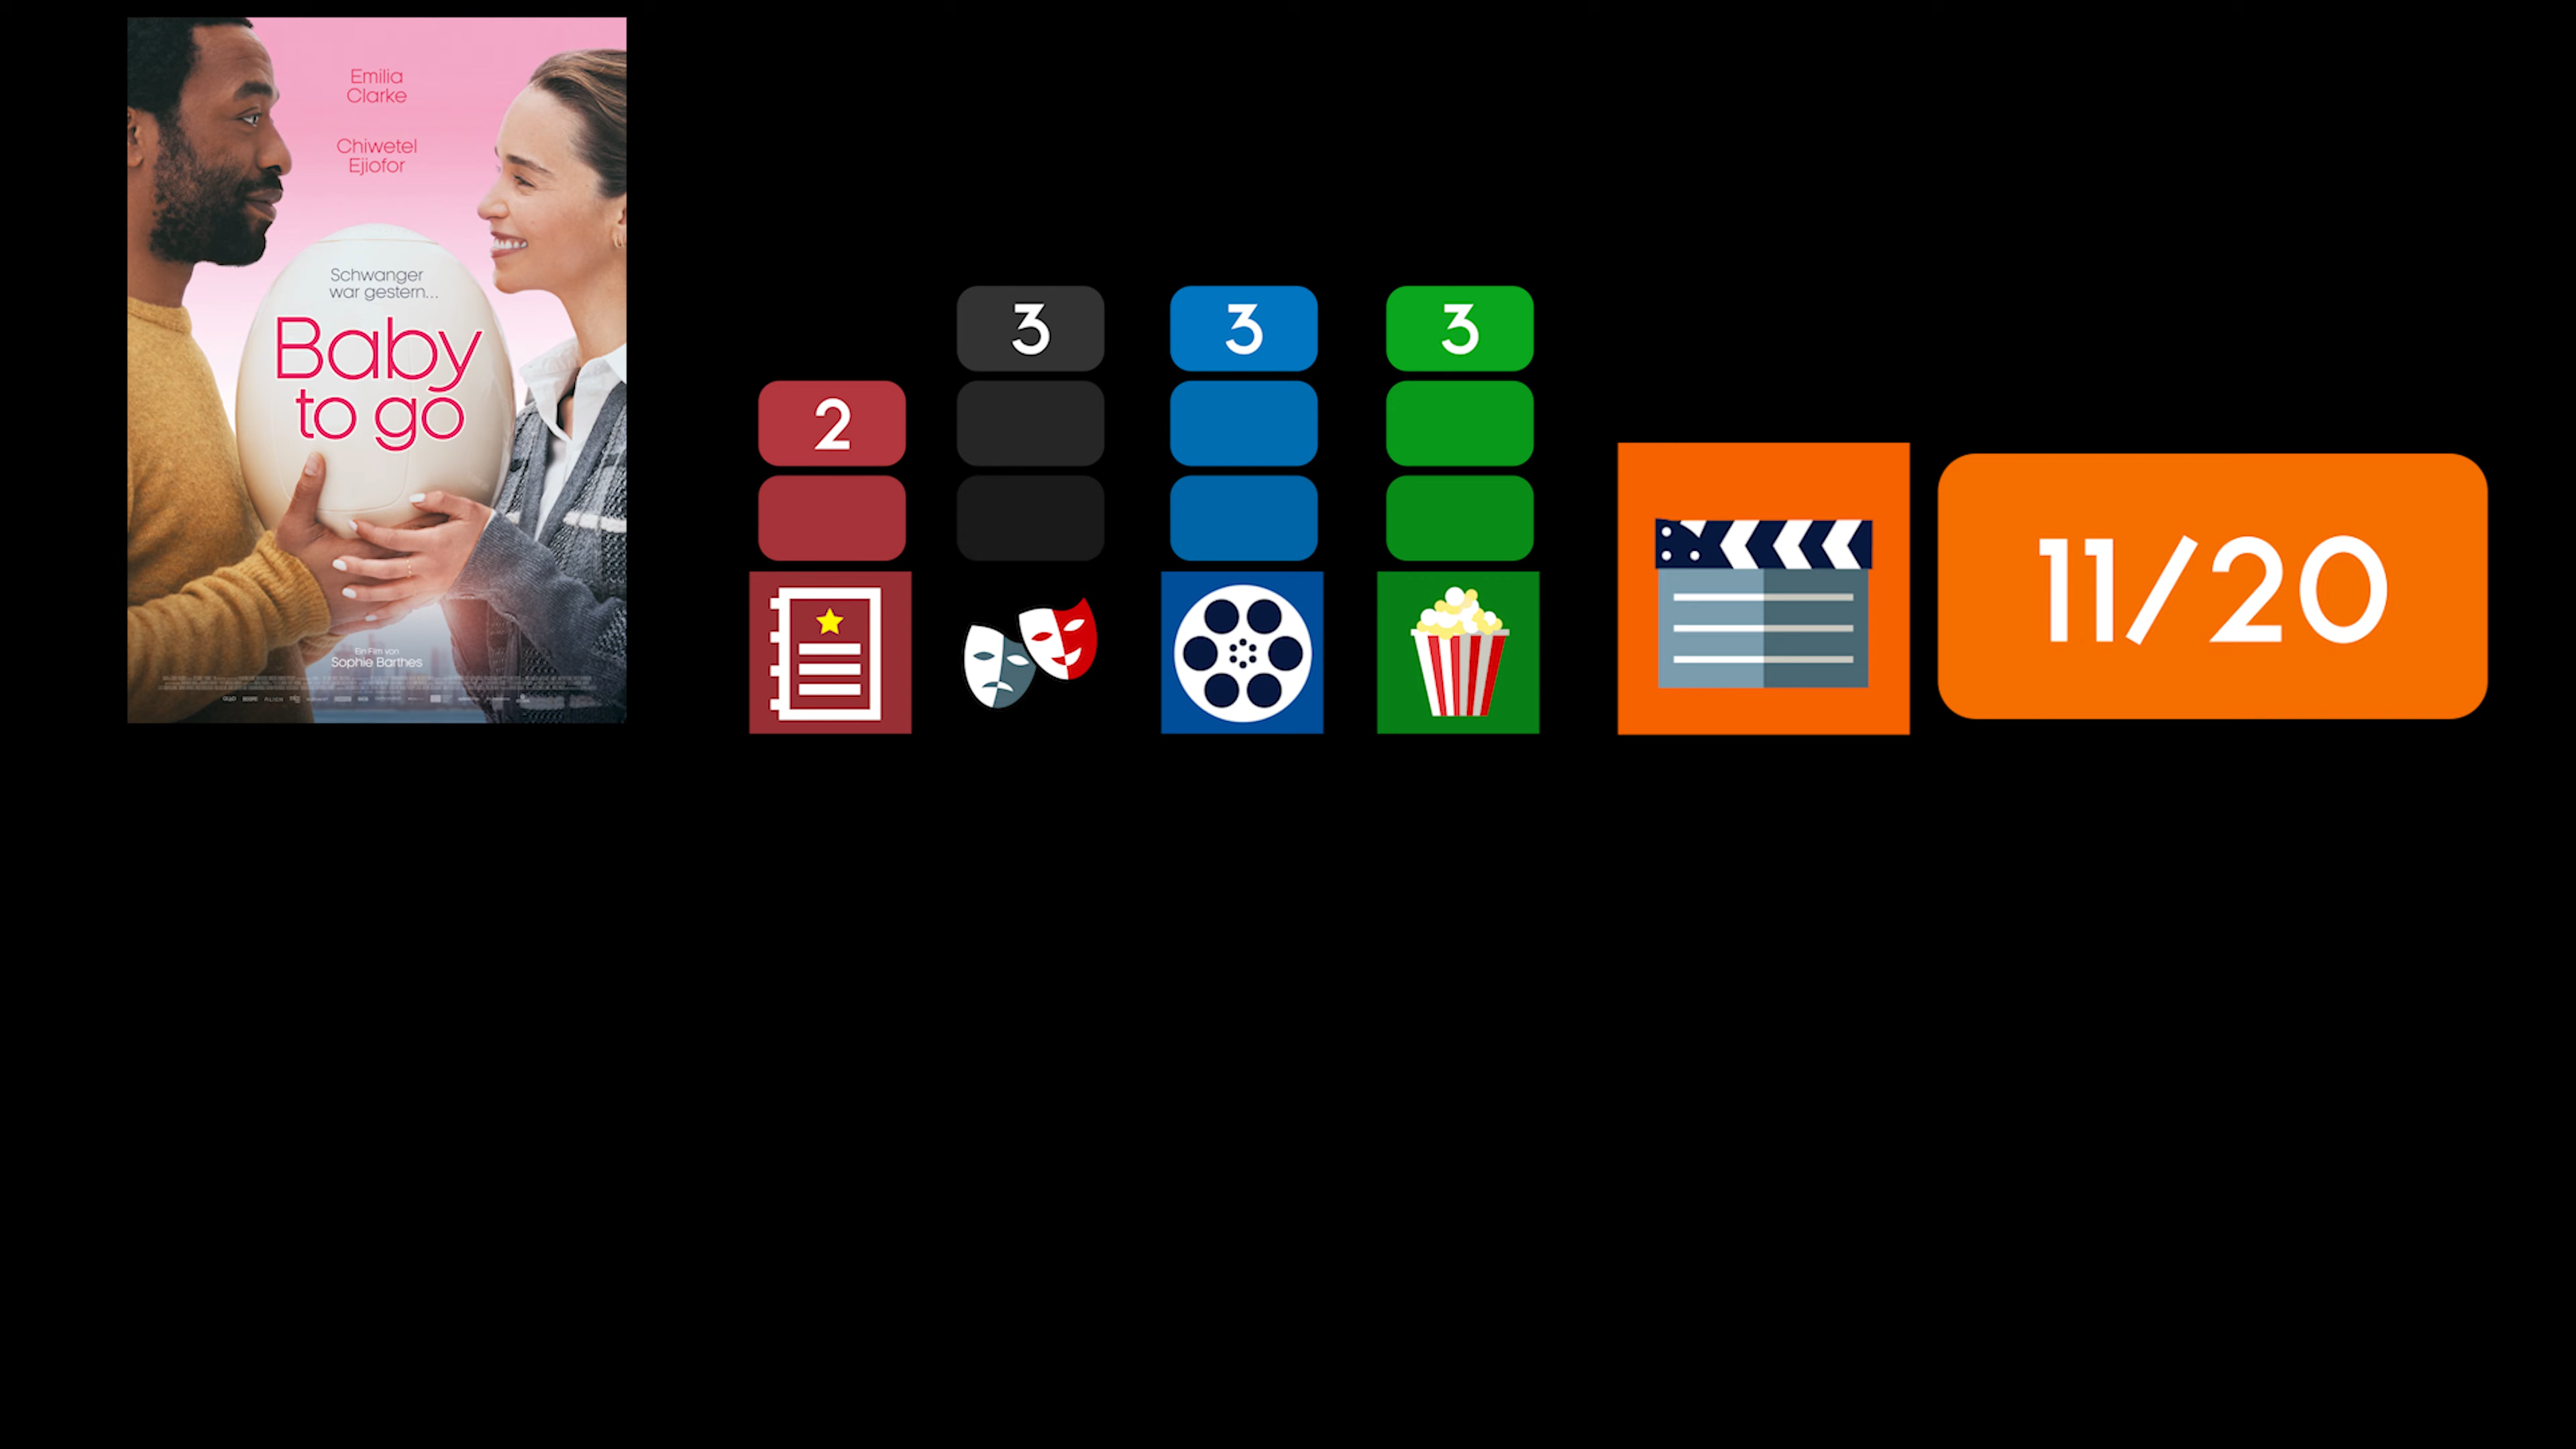 Emilia
Clarke
Chiwetel
Ejiofor
Schwanger
war gestern...
Baby
to go
Ein Film von
Sophie Barthes
2
3
3
3
11/20